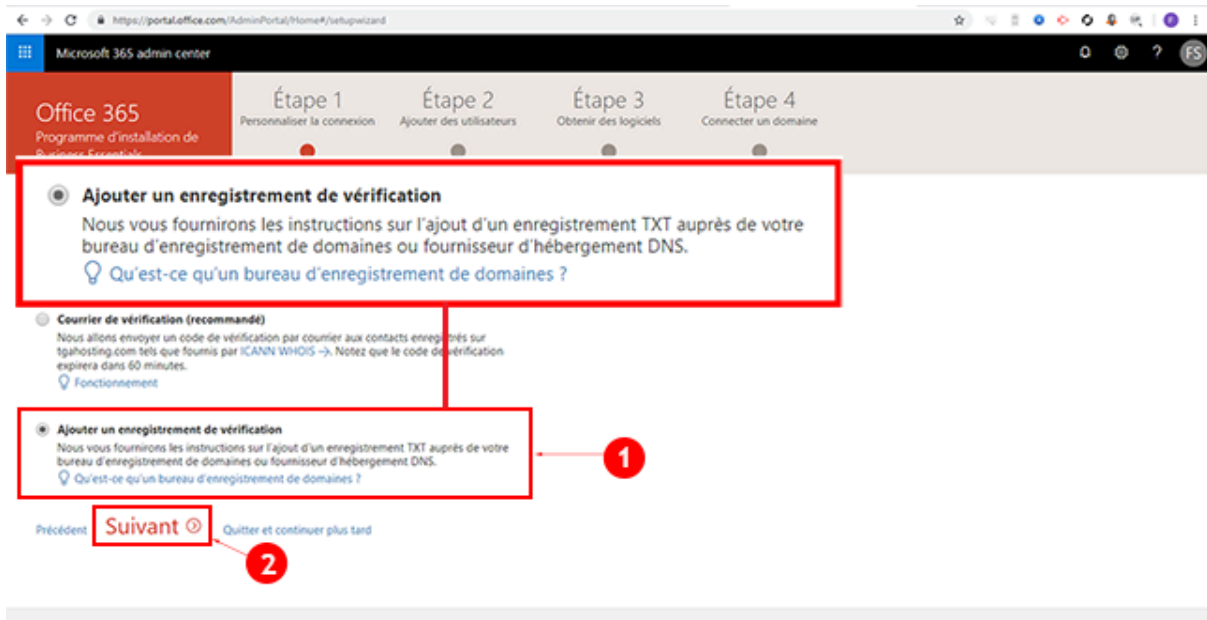 https://portal.office.com/AdminPortal/Home#/setupwizard
Microsoft 365 admin center
FS
Office 365
Programme d'installation de
Business Essentials
Étape 1
Personnaliser la connexion
Étape 2
Ajouter des utilisateurs
Étape 3
Obtenir des logiciels
Étape 4
Connecter un domaine
Ajouter un enregistrement de vérification
Nous vous fournirons les instructions sur l'ajout d'un enregistrement TXT auprès de votre
bureau d'enregistrement de domaines ou fournisseur d'hébergement DNS.
Qu'est-ce qu'un bureau d'enregistrement de domaines ?
Courrier de vérification (recommandé)
Nous allons envoyer un code de vérification par courrier aux contacts enregistrés sur
tgahosting.com tels que fournis par ICANN WHOIS →. Notez que le code de vérification
expirera dans 60 minutes.
Fonctionnement
Ajouter un enregistrement de vérification
Nous vous fournirons les instructions sur l'ajout d'un enregistrement TXT auprès de votre
bureau d'enregistrement de domaines ou fournisseur d'hébergement DNS.
Qu'est-ce qu'un bureau d'enregistrement de domaines ?
1
Précédent Suivant Quitter et continuer plus tard
2